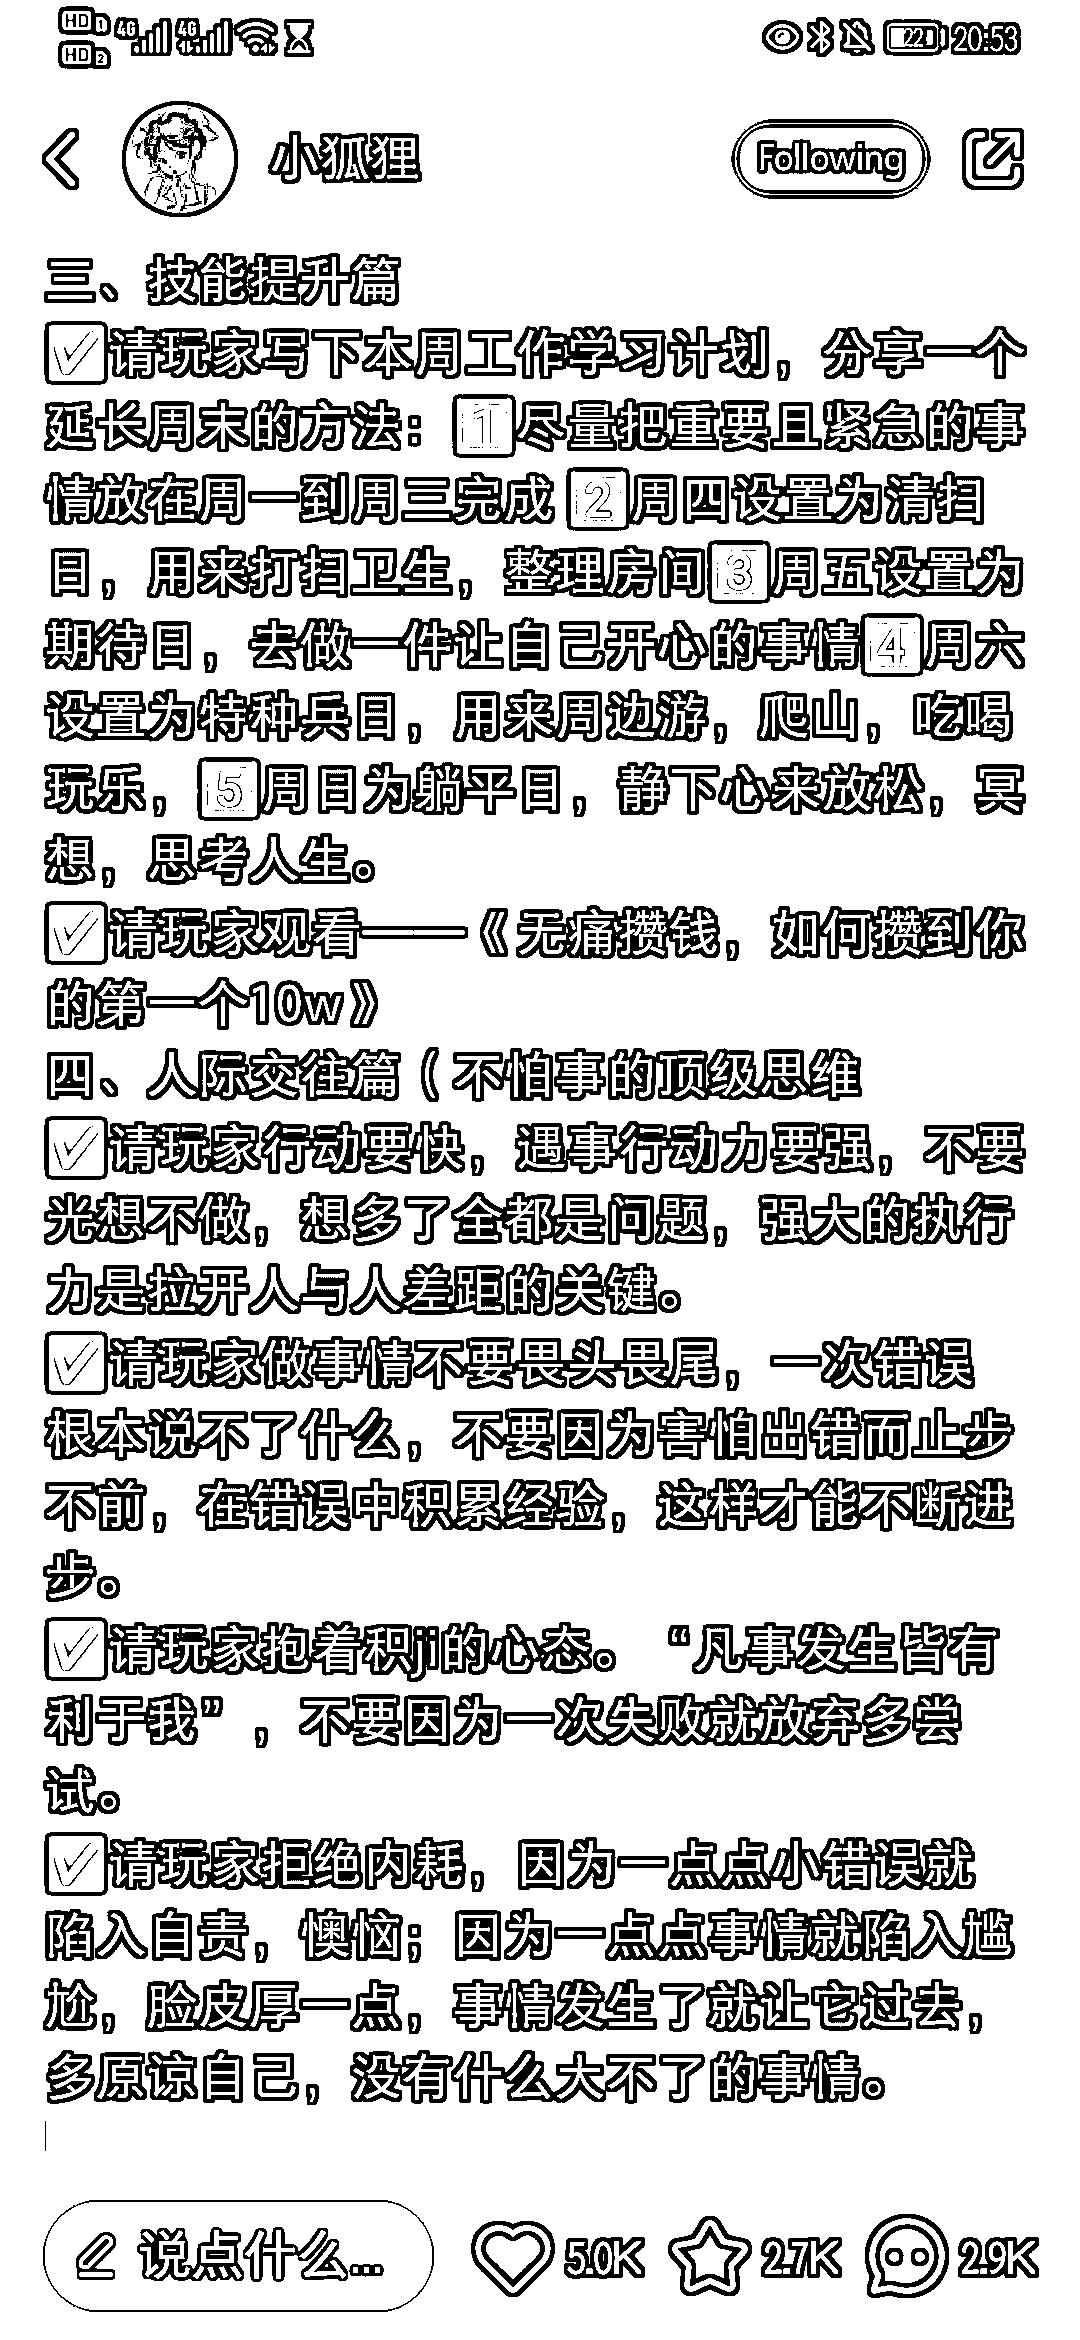 HD 1 4G 4G 22 20:53
HD 2
小狐狸 Following
三、技能提升篇
✅请玩家写下本周工作学习计划，分享一个
延长周末的方法：1️⃣尽量把重要且紧急的事
情放在周一到周三完成 2️⃣周四设置为清扫
日，用来打扫卫生，整理房间3️⃣周五设置为
期待日，去做一件让自己开心的事情4️⃣周六
设置为特种兵日，用来周边游，爬山，吃喝
玩乐，5️⃣周日为躺平日，静下心来放松，冥
想，思考人生。
✅请玩家观看——《无痛攒钱，如何攒到你
的第一个10w》
四、人际交往篇（不怕事的顶级思维
✅请玩家行动要快，遇事行动力要强，不要
光想不做，想多了全都是问题，强大的执行
力是拉开人与人差距的关键。
✅请玩家做事情不要畏头畏尾，一次错误
根本说不了什么，不要因为害怕出错而止步
不前，在错误中积累经验，这样才能不断进
步。
✅请玩家抱着积ji的心态。“凡事发生皆有
利于我”，不要因为一次失败就放弃多尝
试。
✅请玩家拒绝内耗，因为一点点小错误就
陷入自责，懊恼；因为一点点事情就陷入尴
尬，脸皮厚一点，事情发生了就让它过去，
多原谅自己，没有什么大不了的事情。
说点什么... 5.0K 2.7K 2.9K